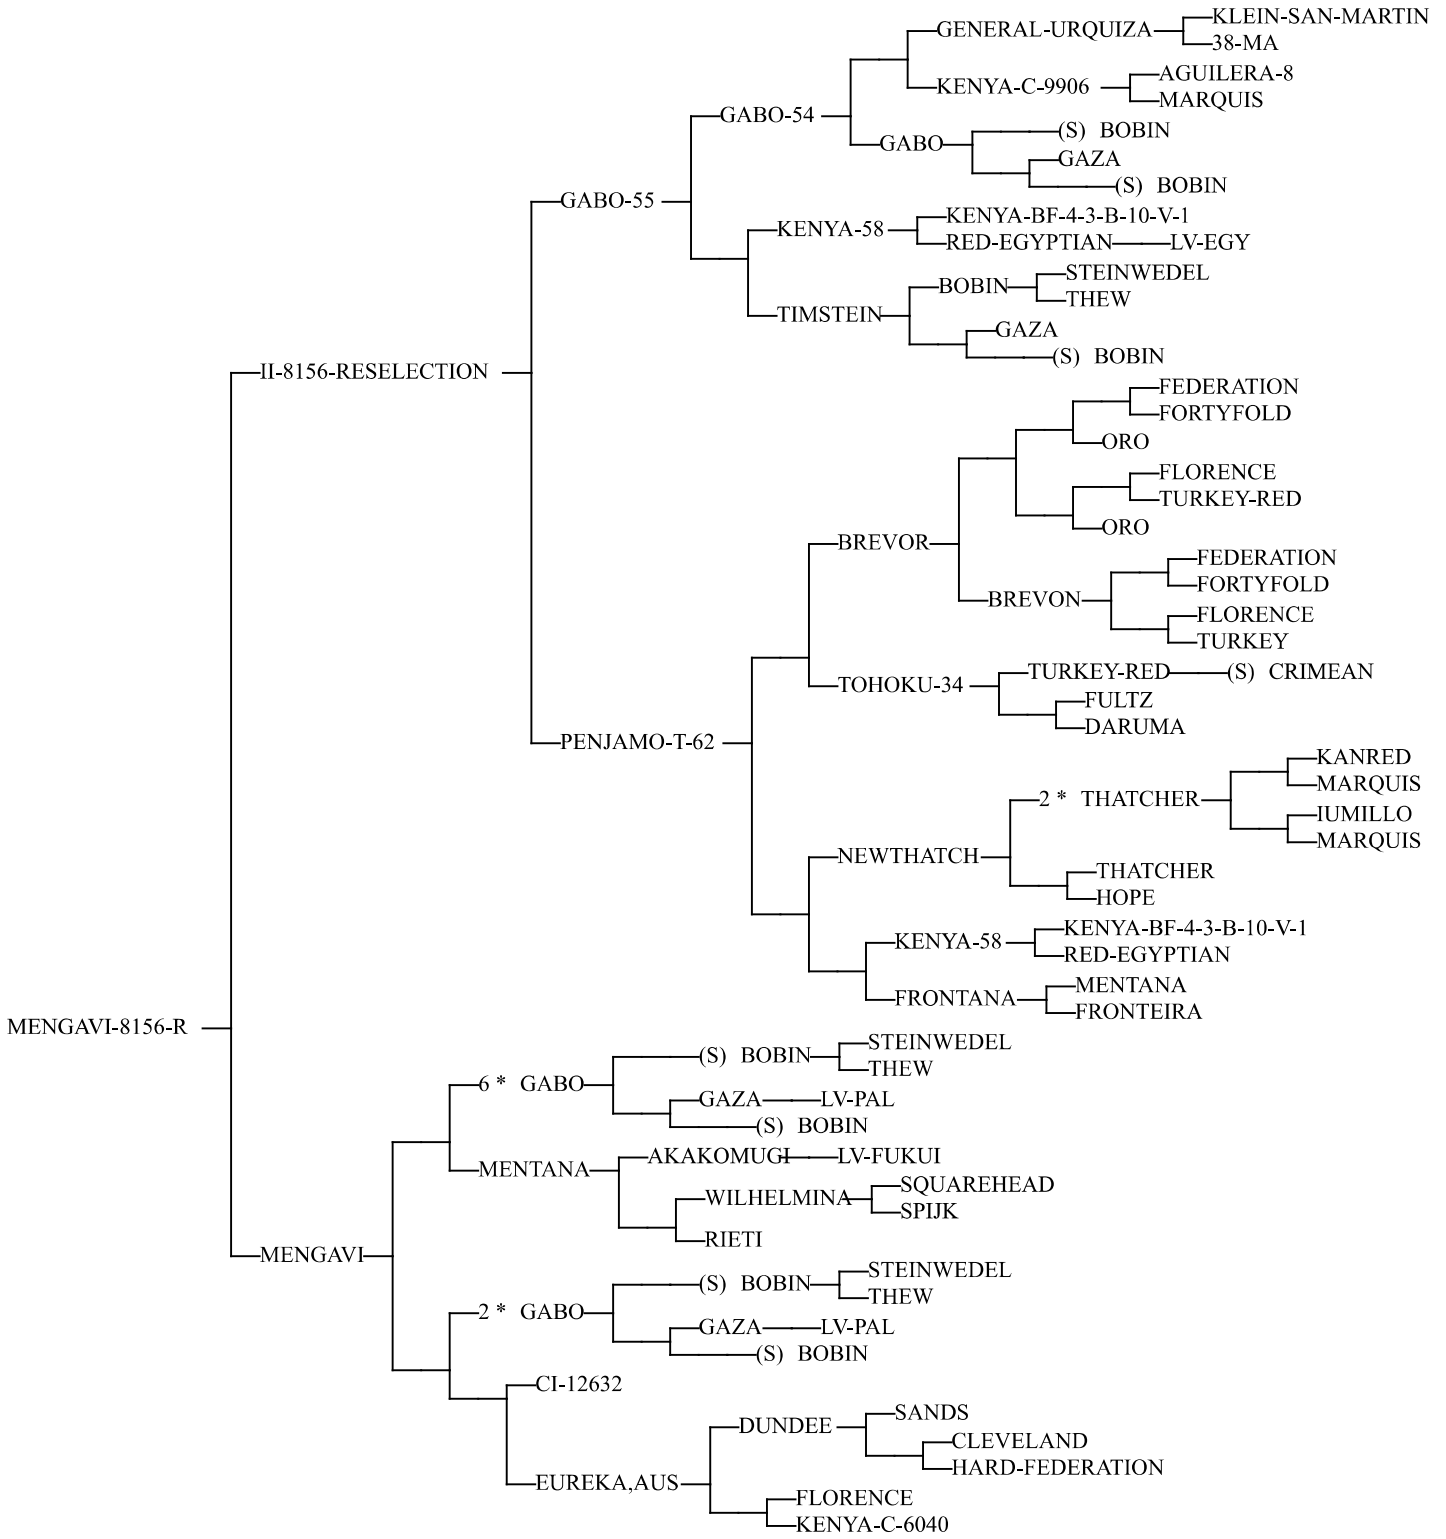 KLEIN-SAN-MARTIN
GENERAL-URQUIZA
38-MA
AGUILERA-8
KENYA-C-9906
MARQUIS
GABO-54
(S) BOBIN
GABO
GAZA
(S) BOBIN
GABO-55
KENYA-BF-4-3-B-10-V-1
KENYA-58
RED-EGYPTIAN LV-EGY
STEINWEDEL
BOBIN
THEW
TIMSTEIN
GAZA
(S) BOBIN
II-8156-RESELECTION
FEDERATION
FORTYFOLD
ORO
FLORENCE
TURKEY-RED
ORO
BREVOR
FEDERATION
FORTYFOLD
BREVON
FLORENCE
TURKEY
TURKEY-RED (S) CRIMEAN
TOHOKU-34
FULTZ
DARUMA
PENJAMO-T-62
KANRED
MARQUIS
2 * THATCHER
IUMILLO
MARQUIS
NEWTHATCH
THATCHER
HOPE
KENYA-BF-4-3-B-10-V-1
KENYA-58
RED-EGYPTIAN
MENTANA
FRONTANA
FRONTEIRA
MENGAVI-8156-R
STEINWEDEL
(S) BOBIN
THEW
6 * GABO
GAZA LV-PAL
(S) BOBIN
AKAKOMUGI LV-FUKUI
MENTANA
SQUAREHEAD
WILHELMINA
SPIJK
RIETI
MENGAVI
STEINWEDEL
(S) BOBIN
THEW
2 * GABO
GAZA LV-PAL
(S) BOBIN
CI-12632
SANDS
DUNDEE
CLEVELAND
HARD-FEDERATION
EUREKA,AUS
FLORENCE
KENYA-C-6040